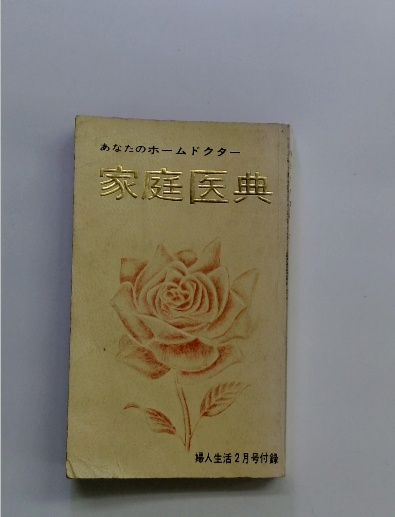 あなたのホームドクター
家庭医典
婦人生活2月号付録